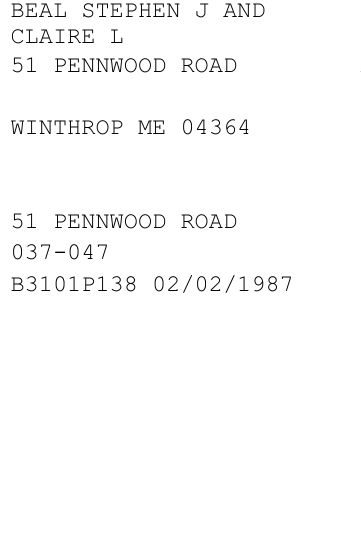 BEAL STEPHEN J AND
CLAIRE L
51 PENNWOOD ROAD
WINTHROP ME 04364
51 PENNWOOD ROAD
037-047
B3101P138 02/02/1987